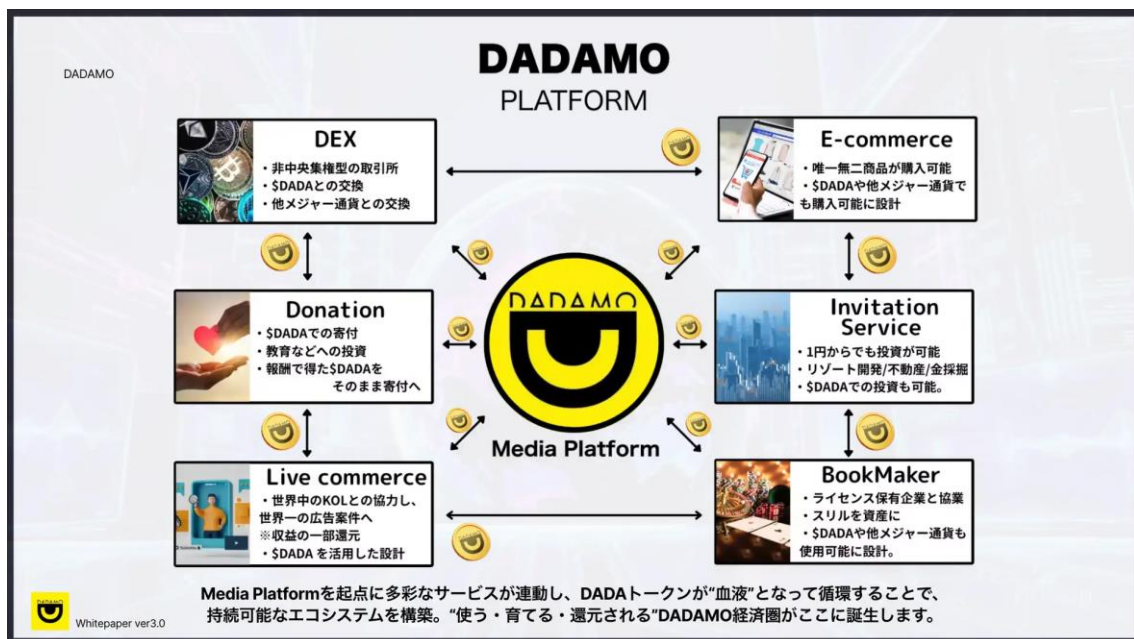 DADAMO
DADAMO
PLATFORM
DEX
・非中央集権型の取引所
・$DADAとの交換
・他メジャー通貨との交換
E-commerce
・唯一無二商品が購入可能
・$DADAや他メジャー通貨で
も購入可能に設計
Donation
・$DADAでの寄付
・教育などへの投資
・報酬で得た$DADAを
そのまま寄付へ
DADAMO
Media Platform
Invitation
Service
・1円からでも投資が可能
・リゾート開発/不動産/金採掘
・$DADAでの投資も可能。
Live commerce
・世界中のKOLとの協力し、
世界一の広告案件へ
※収益の一部還元
・$DADA を活用した設計
BookMaker
・ライセンス保有企業と協業
・スリルを資産に
・$DADAや他メジャー通貨も
使用可能に設計。
Media Platformを起点に多彩なサービスが連動し、DADAトークンが“血液”となって循環することで、
持続可能なエコシステムを構築。“使う・育てる・還元される”DADAMO経済圏がここに誕生します。
DADAMO
Whitepaper ver3.0